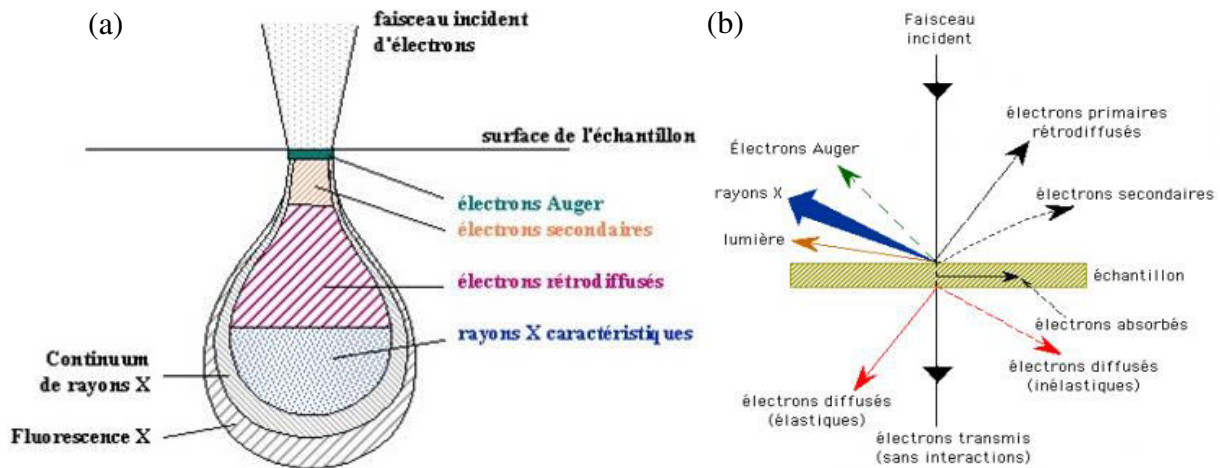 (a)
faisceau incident
d'électrons
surface de l'échantillon
électrons Auger
électrons secondaires
électrons rétrodiffusés
rayons X caractéristiques
Continuum
de rayons X
Fluorescence X
(b)
Faisceau
incident
électrons primaires
rétrodiffusés
Électrons Auger
rayons X
électrons secondaires
lumière
échantillon
électrons absorbés
électrons diffusés
(inélastiques)
électrons diffusés
(élastiques)
électrons transmis
(sans interactions)